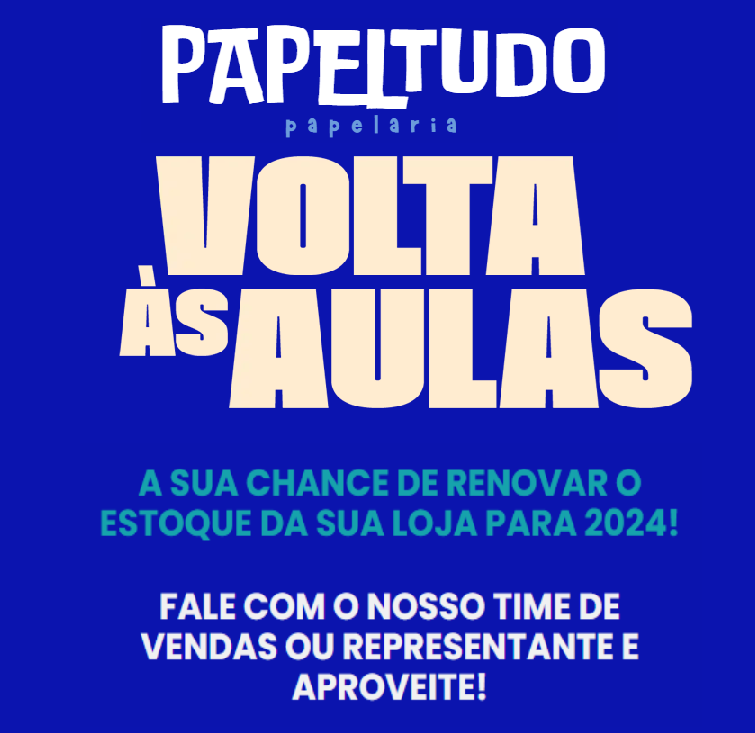 PAPELTUDO
papelaria
VOLTA
ÀS AULAS
A SUA CHANCE DE RENOVAR O
ESTOQUE DA SUA LOJA PARA 2024!
FALE COM O NOSSO TIME DE
VENDAS OU REPRESENTANTE E
APROVEITE!